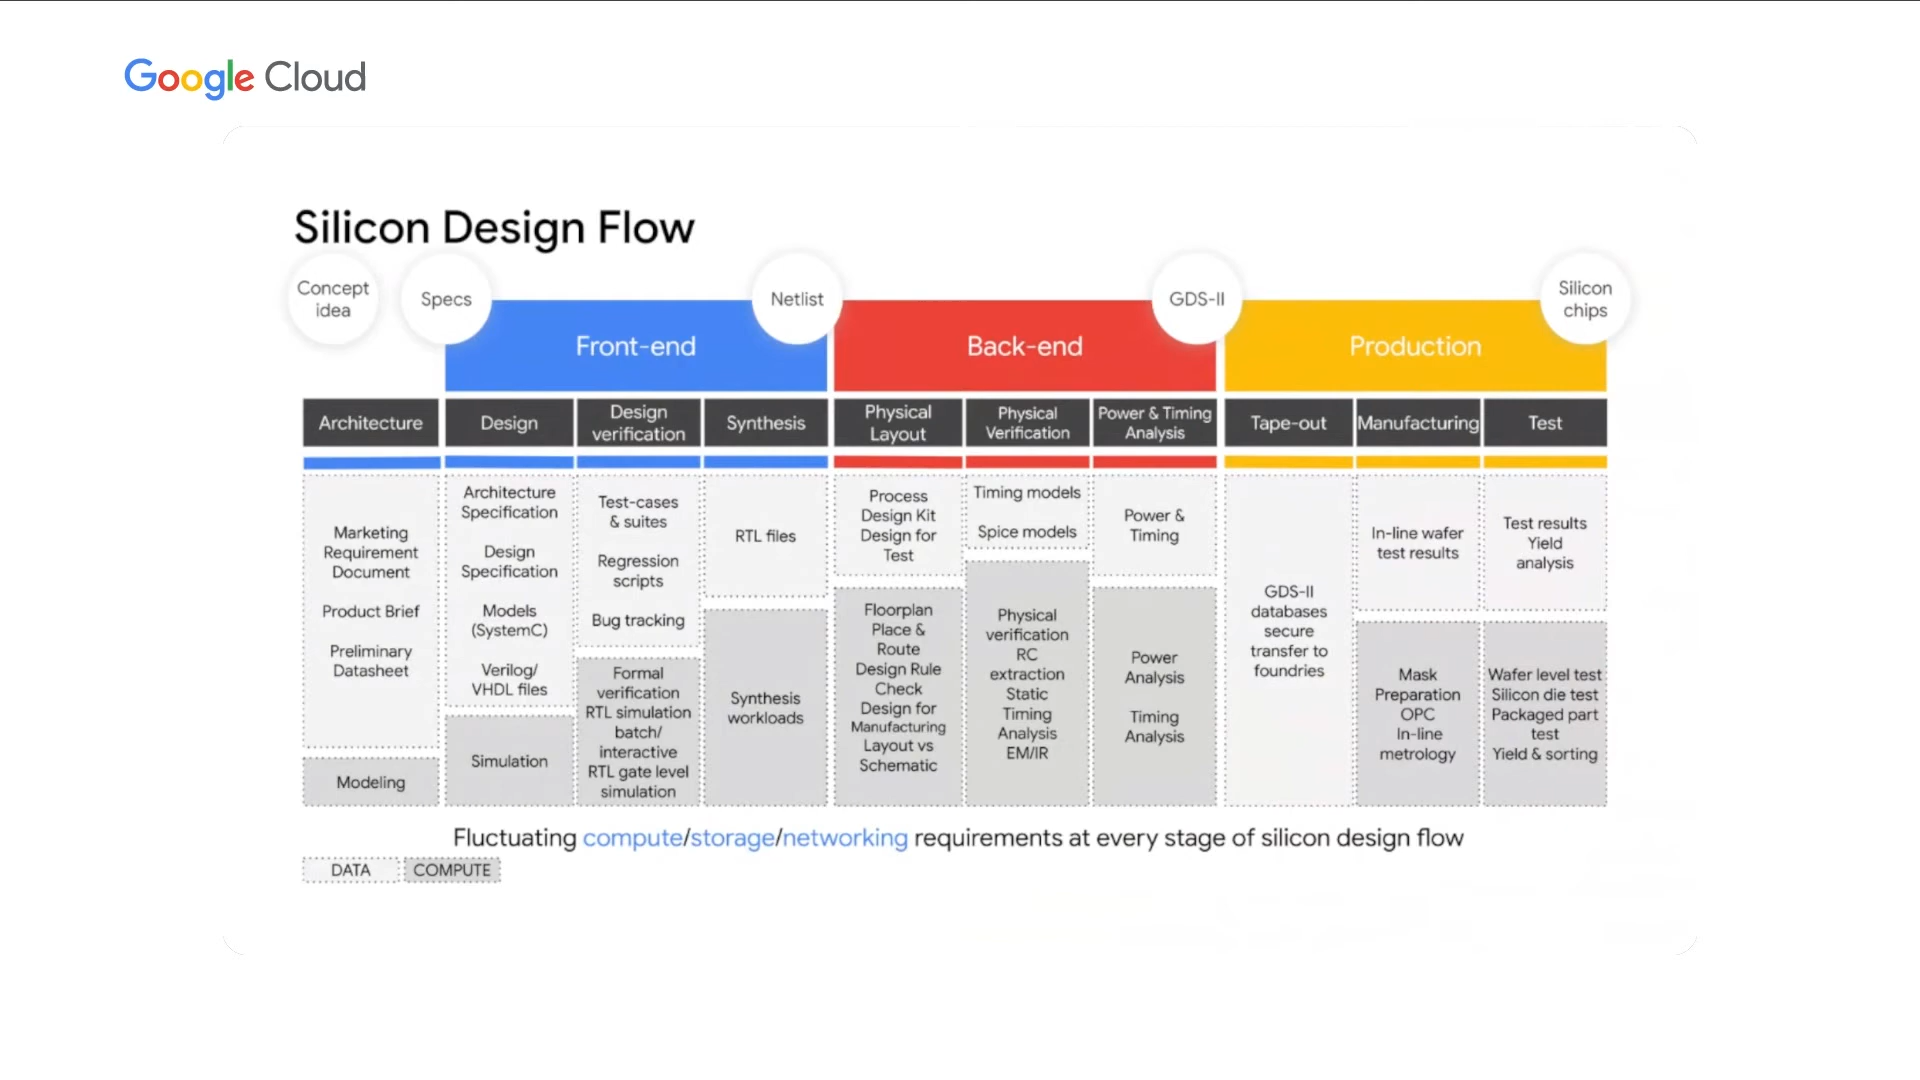 Google Cloud
Silicon Design Flow
Concept
idea
Specs
Netlist
GDS-II
Silicon
chips
Front-end
Back-end
Production
Architecture
Design
Design
verification
Synthesis
Physical
Layout
Physical
Verification
Power & Timing
Analysis
Tape-out
Manufacturing
Test
Marketing
Requirement
Document
Product Brief
Preliminary
Datasheet
Modeling
Architecture
Specification
Design
Specification
Models
(SystemC)
Verilog/
VHDL files
Simulation
Test-cases
& suites
Regression
scripts
Bug tracking
Formal
verification
RTL simulation
batch/
interactive
RTL gate level
simulation
RTL files
Synthesis
workloads
Process
Design Kit
Design for
Test
Floorplan
Place &
Route
Design Rule
Check
Design for
Manufacturing
Layout vs
Schematic
Timing models
Spice models
Physical
verification
RC
extraction
Static
Timing
Analysis
EM/IR
Power &
Timing
Power
Analysis
Timing
Analysis
GDS-II
databases
secure
transfer to
foundries
In-line wafer
test results
Mask
Preparation
OPC
In-line
metrology
Test results
Yield
analysis
Wafer level test
Silicon die test
Packaged part
test
Yield & sorting
Fluctuating compute/storage/networking requirements at every stage of silicon design flow
DATA
COMPUTE